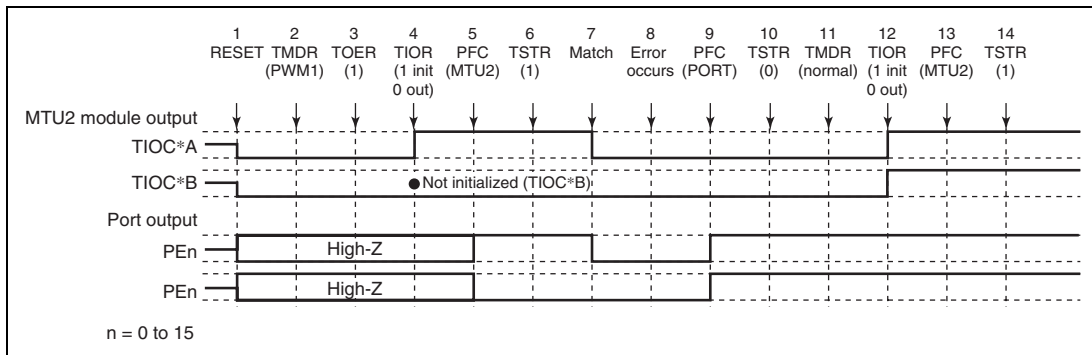 1 2 3 4 5 6 7 8 9 10 11 12 13 14
RESET TMDR TOER TIOR PFC TSTR Match Error PFC TSTR TMDR TIOR PFC TSTR
(PWM1) (1) (1 init (MTU2) (1) occurs (PORT) (0) (normal) (1 init (MTU2) (1)
0 out) 0 out)
MTU2 module output
TIOC*A
TIOC*B
Not initialized (TIOC*B)
Port output
PEn
High-Z
PEn
High-Z
n = 0 to 15